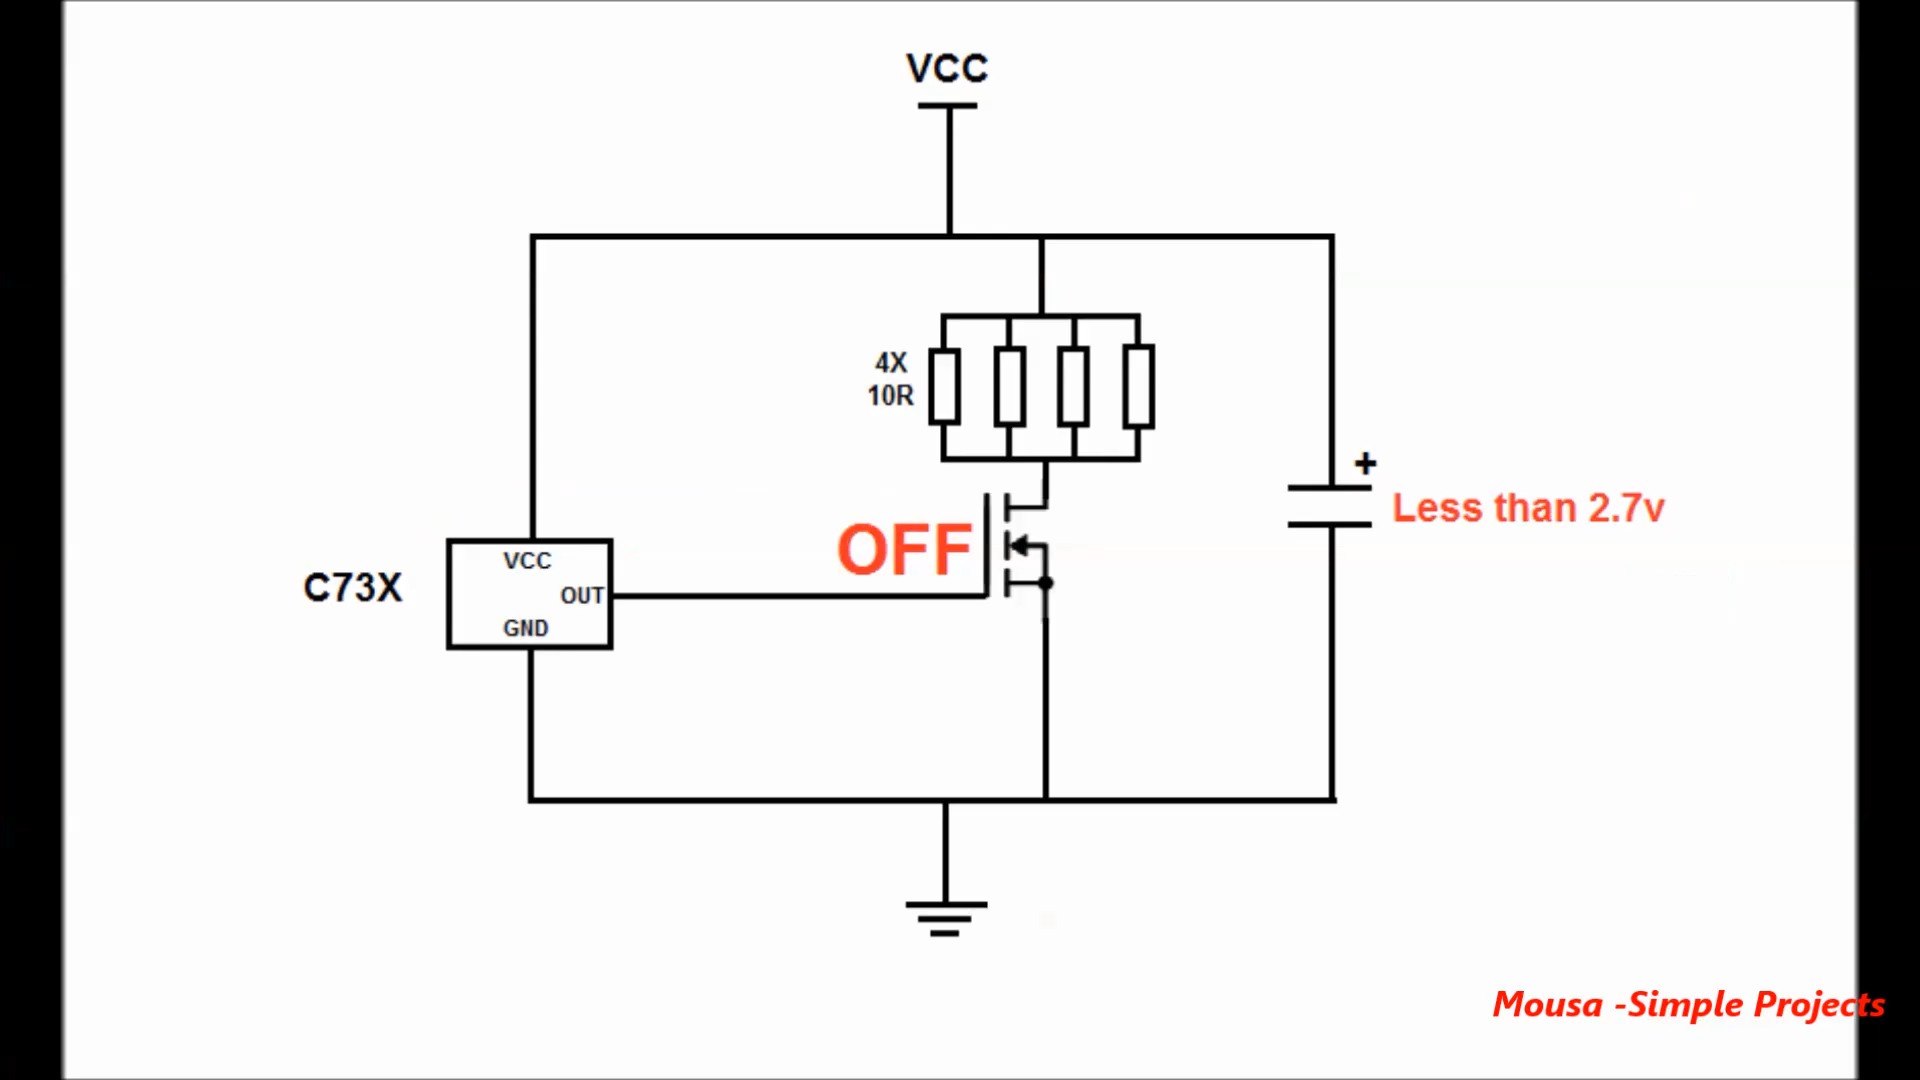 VCC
4X
10R
+
Less than 2.7v
OFF
C73X
VCC
OUT
GND
Mousa -Simple Projects